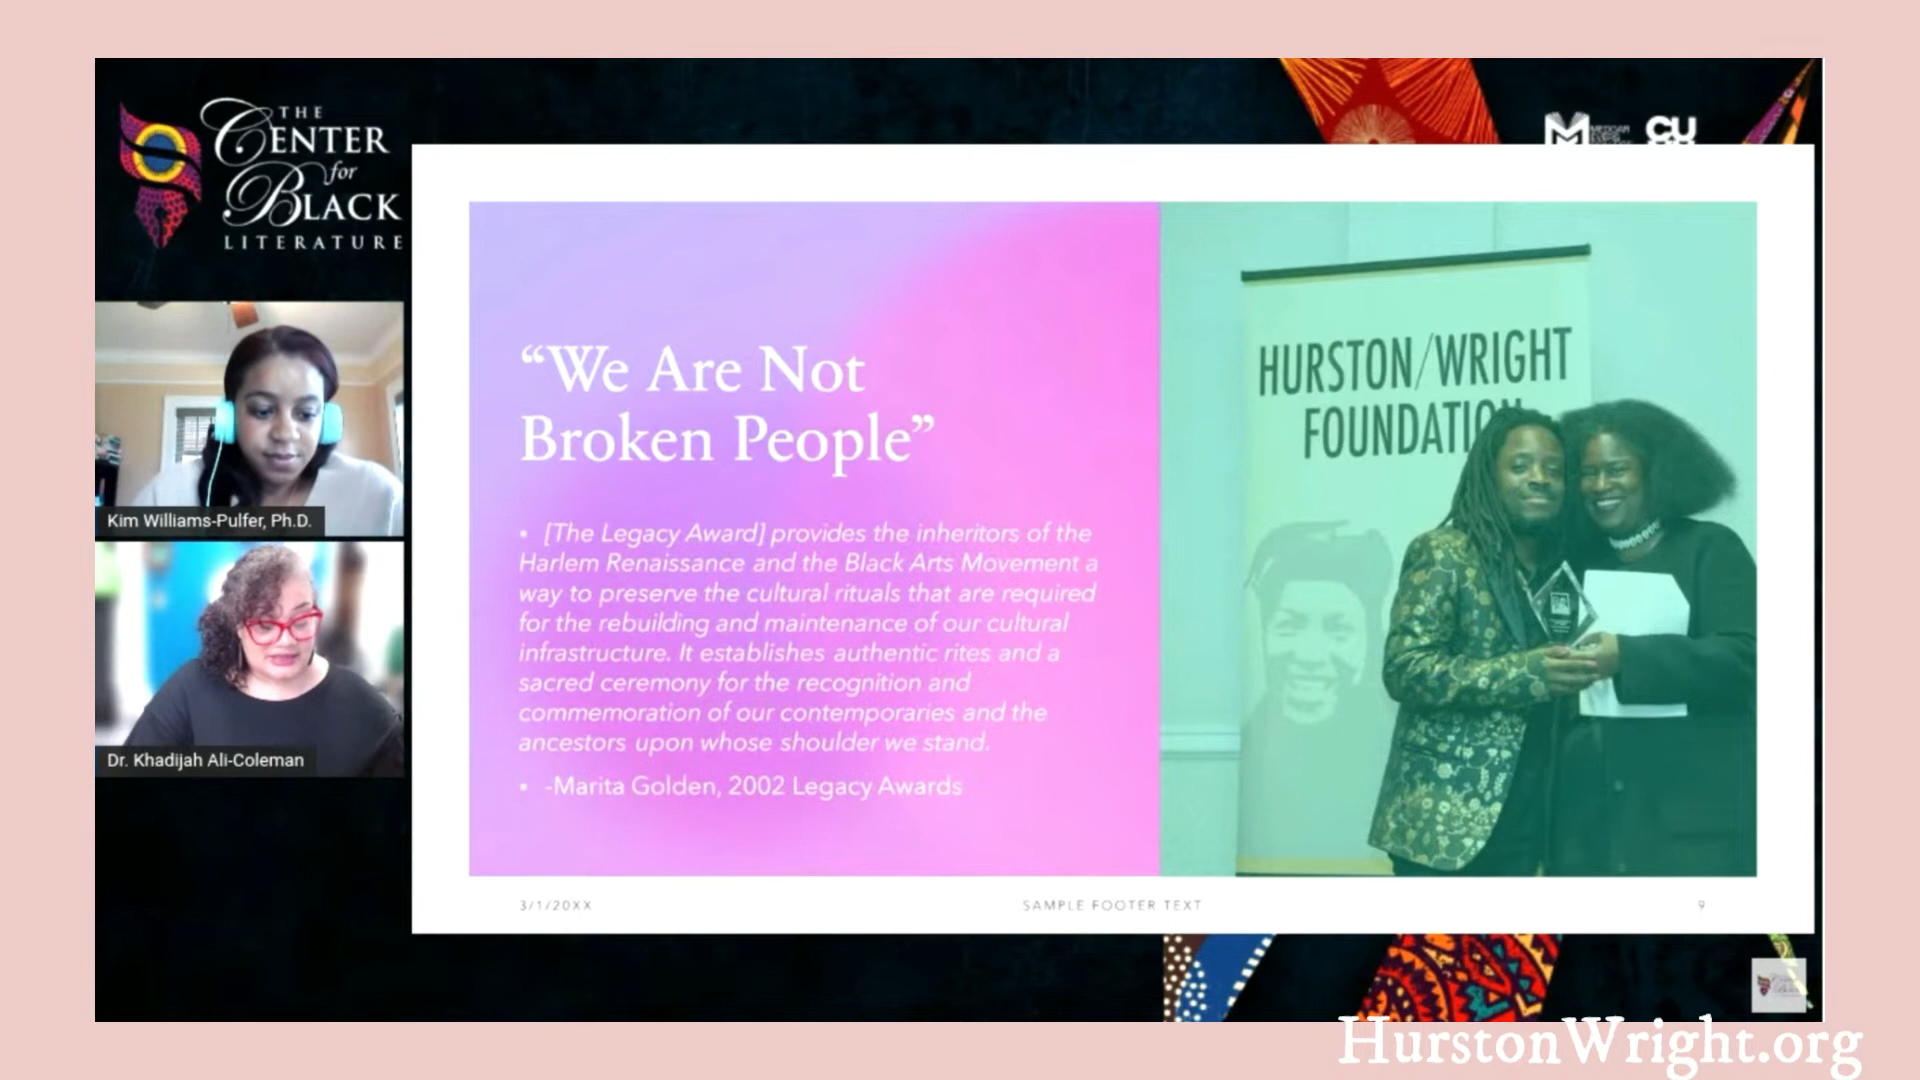 THE
CENTER
for
BLACK
LITERATURE
CU
HURSTON/WRIGHT
FOUNDATION
“We Are Not
Broken People”
• [The Legacy Award] provides the inheritors of the
Harlem Renaissance and the Black Arts Movement a
way to preserve the cultural rituals that are required
for the rebuilding and maintenance of our cultural
infrastructure. It establishes authentic rites and a
sacred ceremony for the recognition and
commemoration of our contemporaries and the
ancestors upon whose shoulder we stand.
• -Marita Golden, 2002 Legacy Awards
Kim Williams-Pulfer, Ph.D.
Dr. Khadijah Ali-Coleman
3/1/20XX
SAMPLE FOOTER TEXT
9
HurstonWright.org